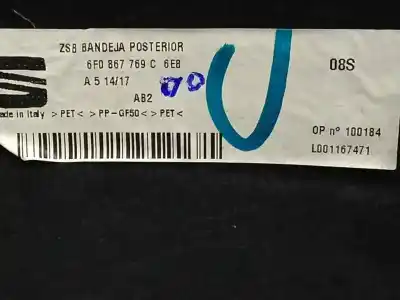 ZSB BANDEJA POSTERIOR
6F0 867 769 C 6E8
A 5 14/17
08S
AB2
ade in Italy >PET< >PP-GF50<>PET<
OP nº 100184
L001167471